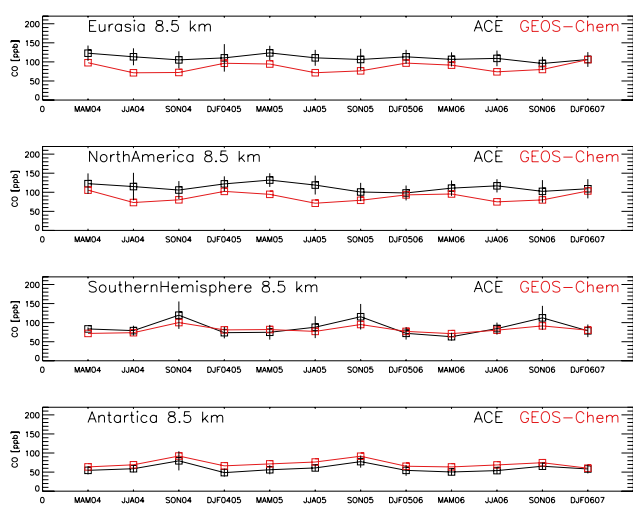 Eurasia 8.5 km ACE GEOS-Chem
CO [ppb]
200
150
100
50
0
MAM04 JJA04 SON04 DJF0405 MAM05 JJA05 SON05 DJF0506 MAM06 JJA06 SON06 DJF0607
NorthAmerica 8.5 km ACE GEOS-Chem
CO [ppb]
200
150
100
50
0
MAM04 JJA04 SON04 DJF0405 MAM05 JJA05 SON05 DJF0506 MAM06 JJA06 SON06 DJF0607
SouthernHemisphere 8.5 km ACE GEOS-Chem
CO [ppb]
200
150
100
50
0
MAM04 JJA04 SON04 DJF0405 MAM05 JJA05 SON05 DJF0506 MAM06 JJA06 SON06 DJF0607
Antartica 8.5 km ACE GEOS-Chem
CO [ppb]
200
150
100
50
0
MAM04 JJA04 SON04 DJF0405 MAM05 JJA05 SON05 DJF0506 MAM06 JJA06 SON06 DJF0607